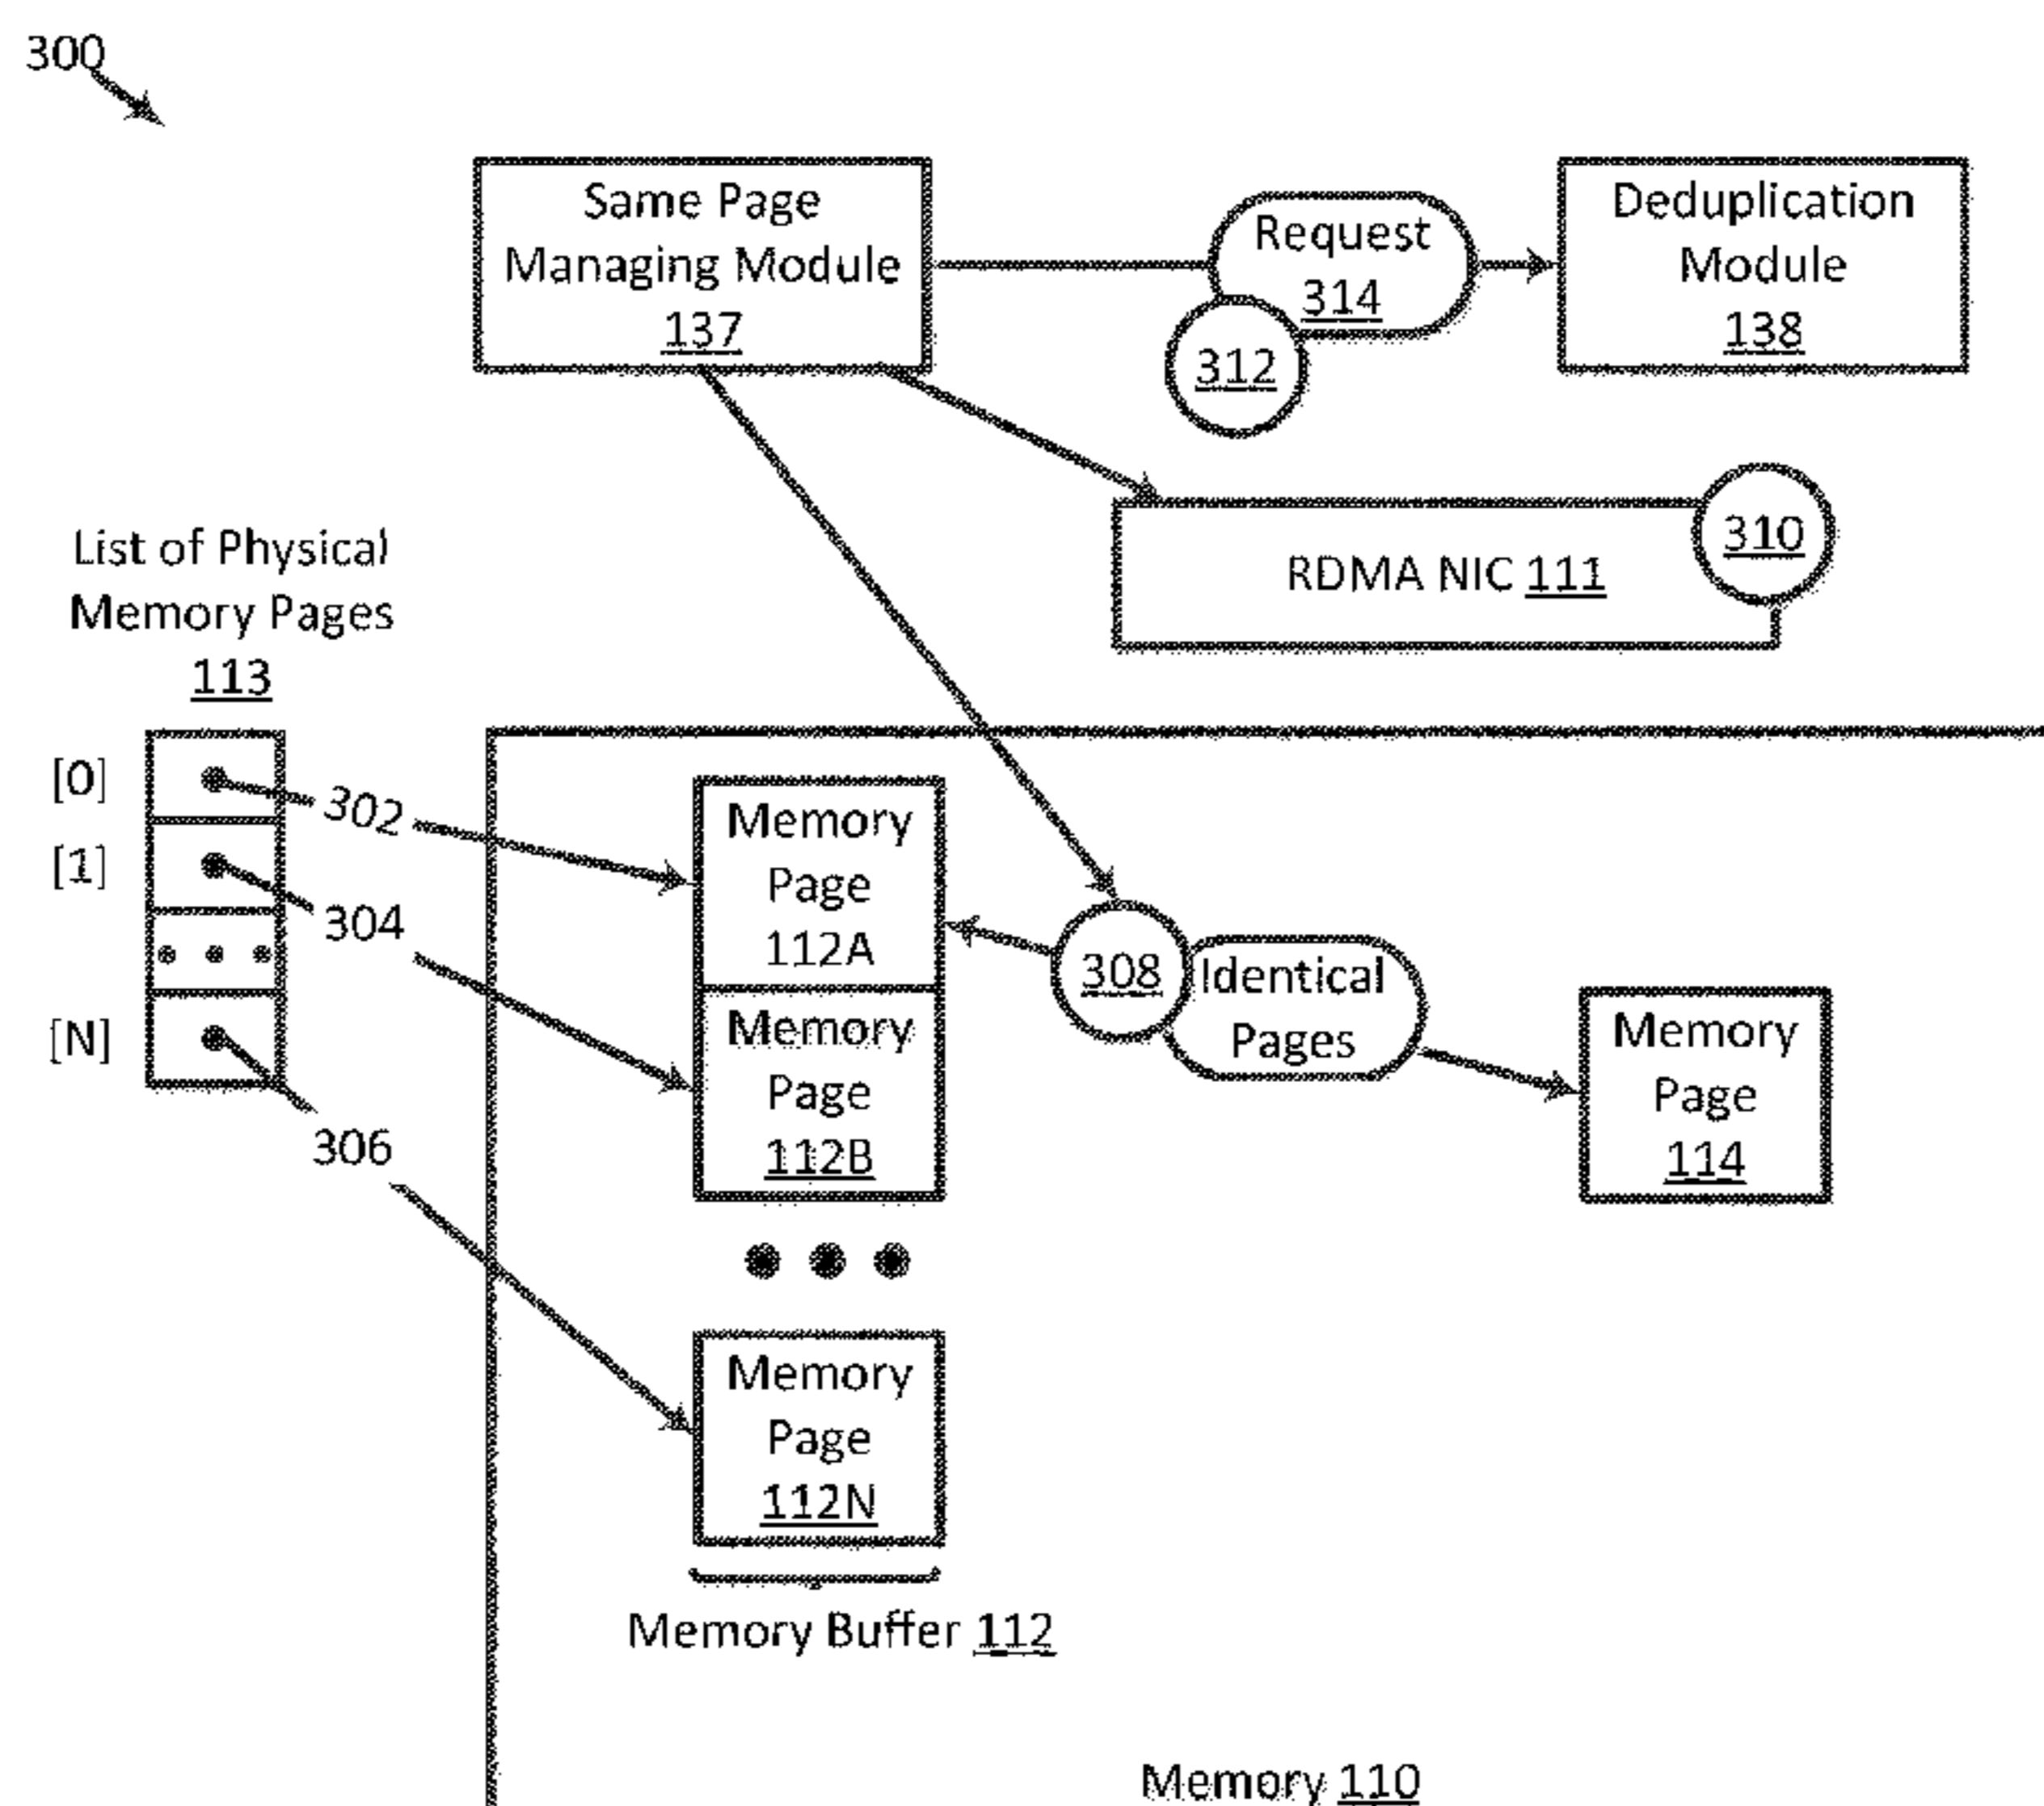 300
Same Page
Managing Module
137
Request
314
312
Deduplication
Module
138
RDMA NIC 111
310
List of Physical
Memory Pages
113
[0]
[1]
[N]
302
304
306
Memory
Page
112A
Memory
Page
112B
Memory
Page
112N
308
Identical
Pages
Memory
Page
114
Memory Buffer 112
Memory 110